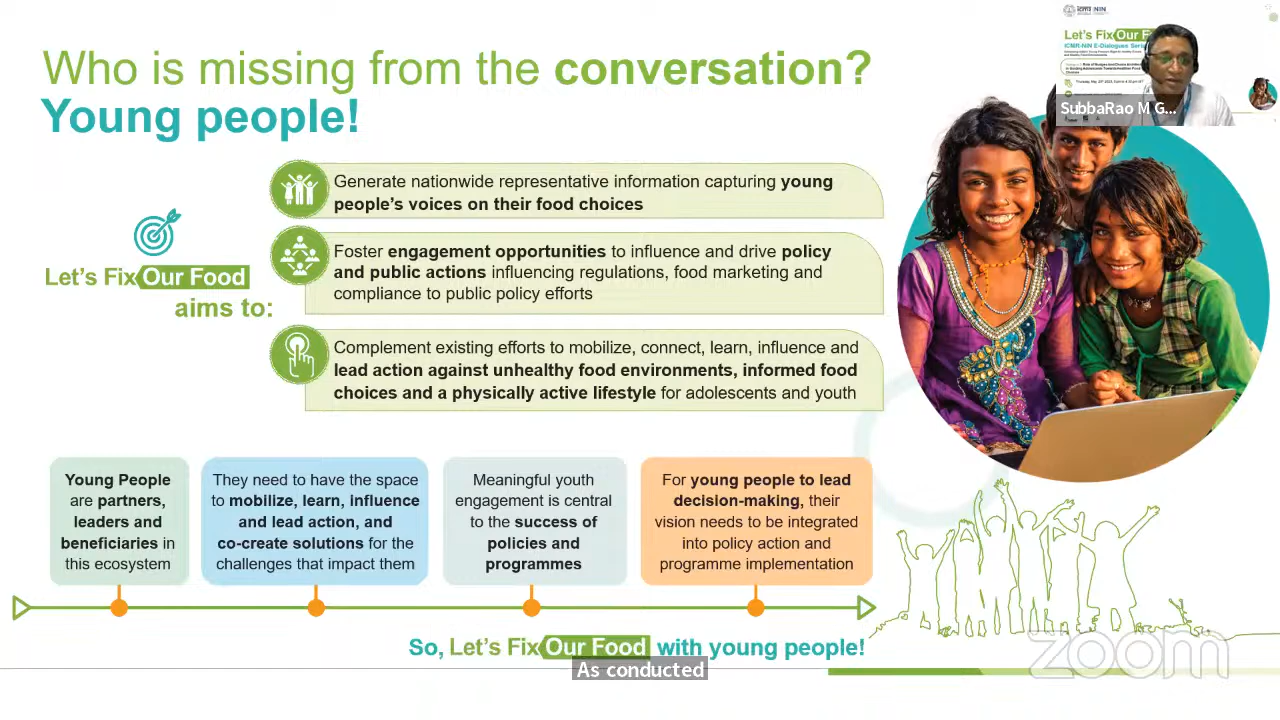 Who is missing from the conversation?
Young people!
Let's Fix Our Food
aims to:
Generate nationwide representative information capturing young
people's voices on their food choices
Foster engagement opportunities to influence and drive policy
and public actions influencing regulations, food marketing and
compliance to public policy efforts
Complement existing efforts to mobilize, connect, learn, influence and
lead action against unhealthy food environments, informed food
choices and a physically active lifestyle for adolescents and youth
Young People
are partners,
leaders and
beneficiaries in
this ecosystem
They need to have the space
to mobilize, learn, influence
and lead action, and
co-create solutions for the
challenges that impact them
Meaningful youth
engagement is central
to the success of
policies and
programmes
For young people to lead
decision-making, their
vision needs to be integrated
into policy action and
programme implementation
So, Let's Fix Our Food with young people!
As conducted
zoom
Let's Fix Our F
ICMR-NIN E-Dialogues Seri
SubbaRao M G...